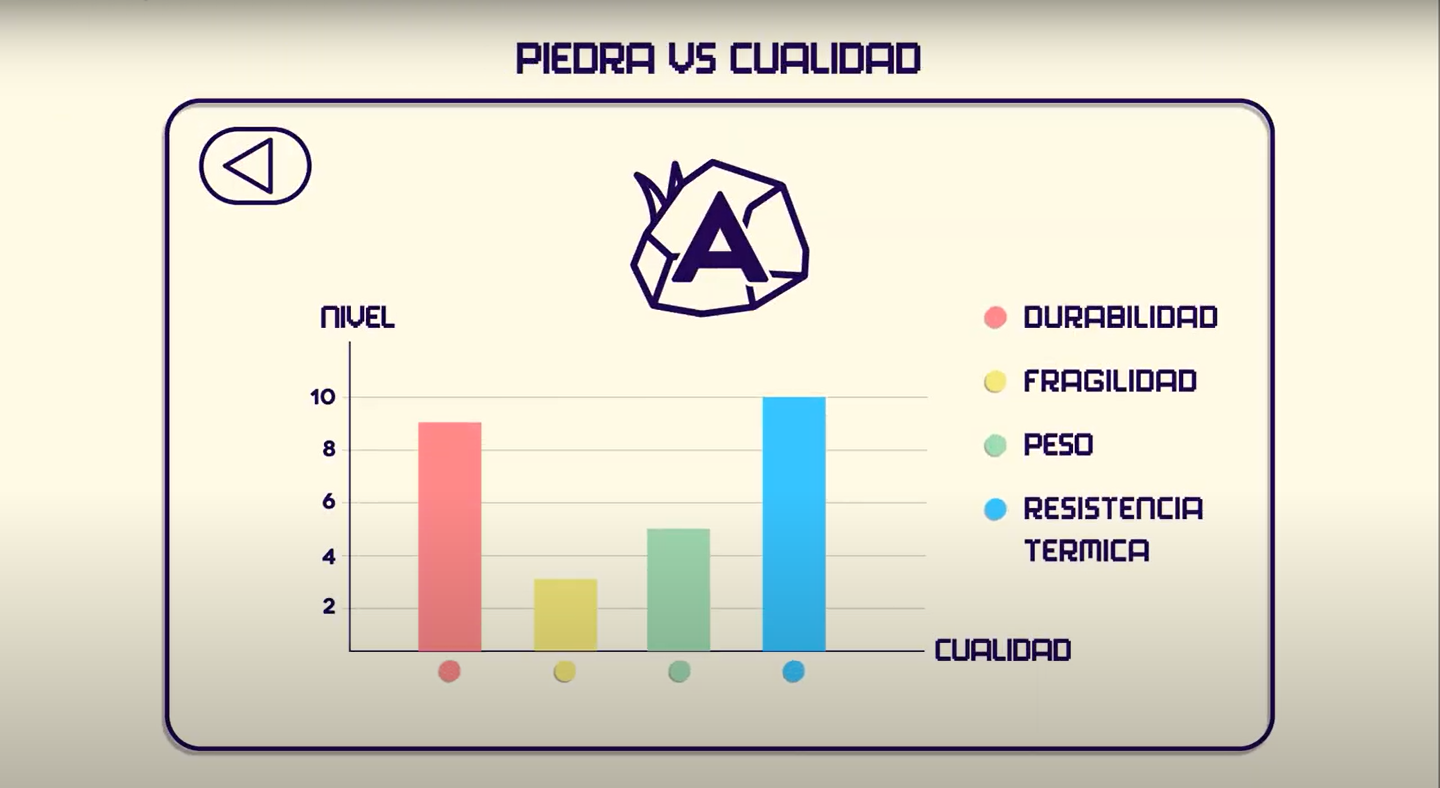 PIEDRA VS CUALIDAD
A
NIVEL
10
8
6
4
2
DURABILIDAD
FRAGILIDAD
PESO
RESISTENCIA
TERMICA
CUALIDAD